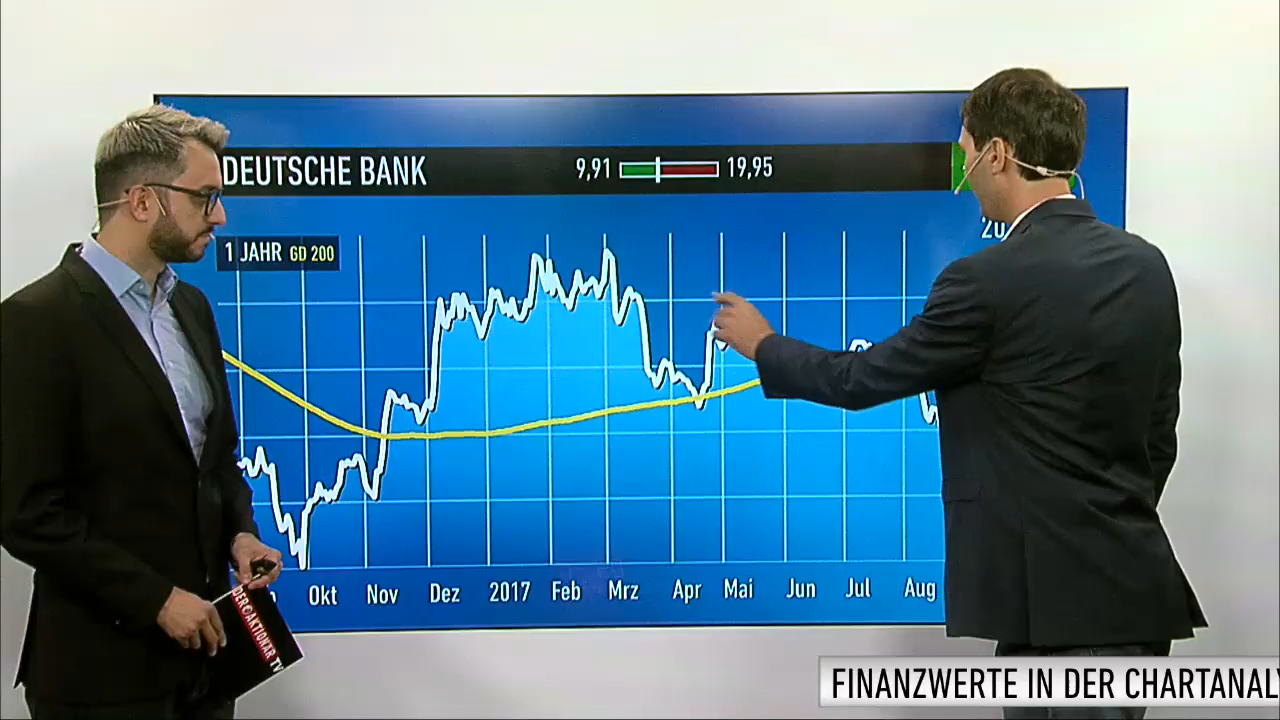 DEUTSCHE BANK 9,91 19,95
20
1 JAHR GD 200
Okt Nov Dez 2017 Feb Mrz Apr Mai Jun Jul Aug
DER AKTIONÄR TV
FINANZWERTE IN DER CHARTANALY